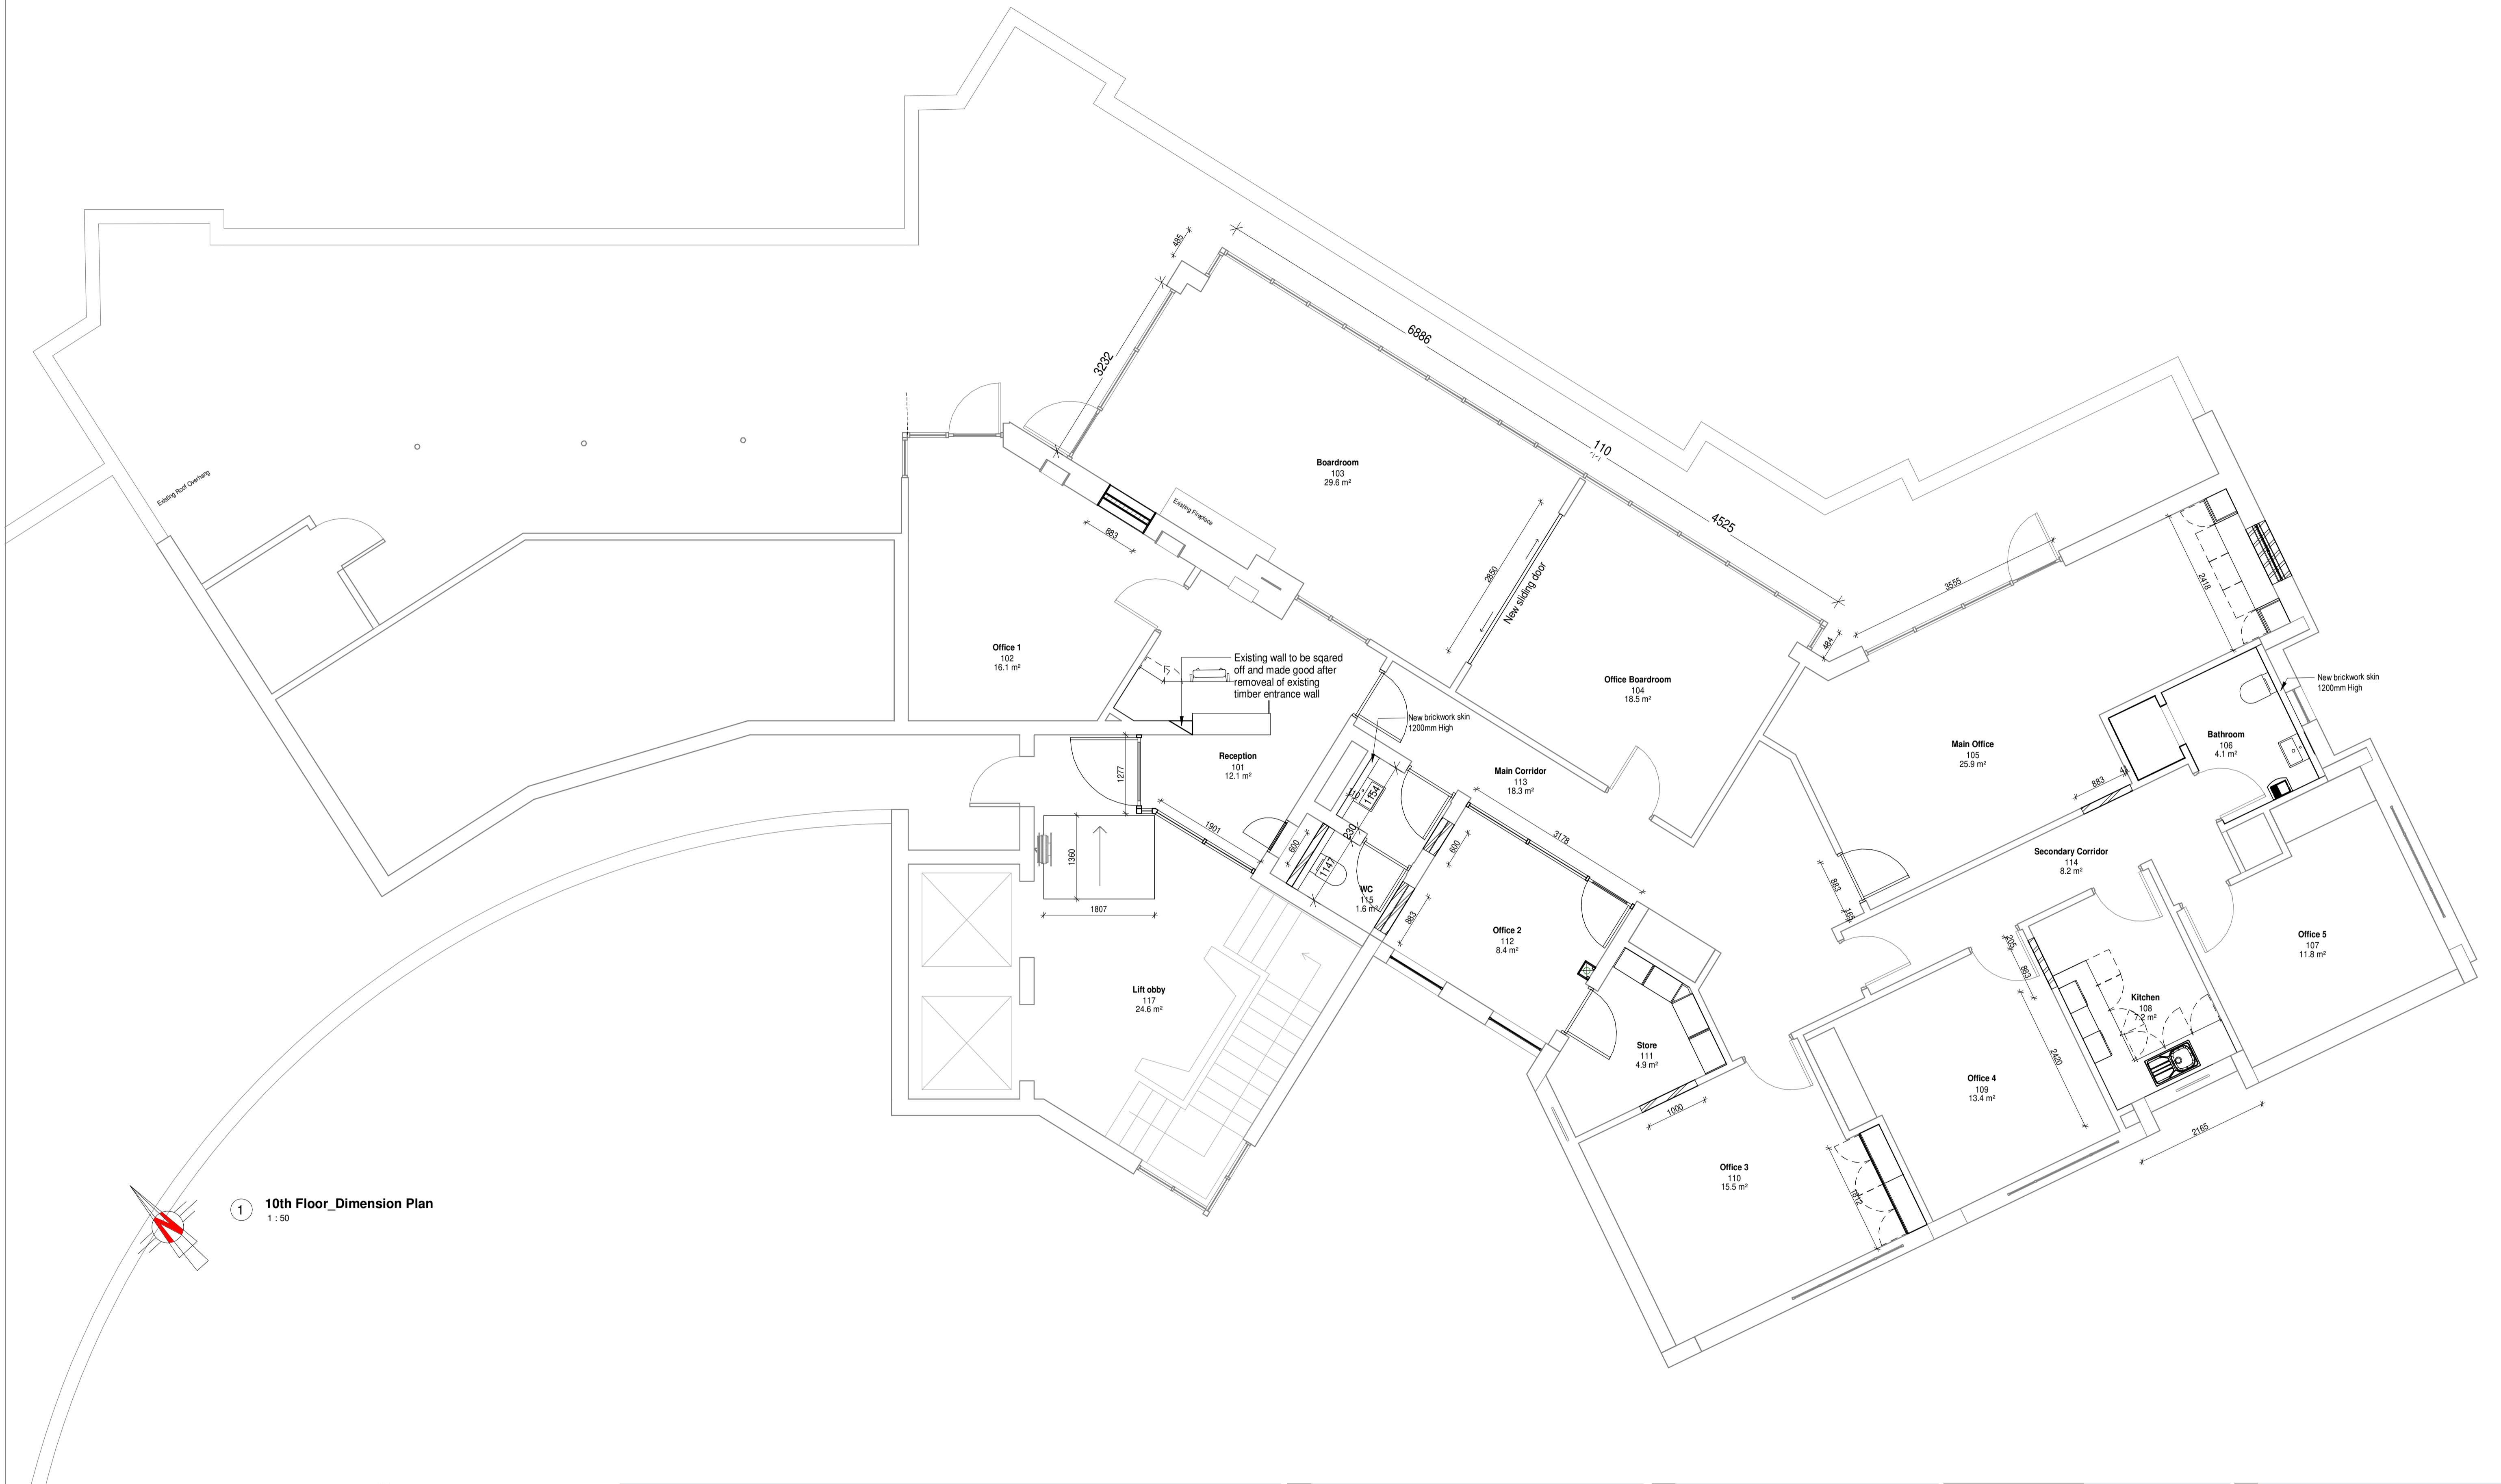 485
6886
3232
110
4525
Existing Roof Overhang
Boardroom
103
29.6 m²
Existing Fireplace
883
2850
New sliding door
3555
2418
484
Office 1
102
16.1 m²
Existing wall to be sqared
off and made good after
removeal of existing
timber entrance wall
Office Boardroom
104
18.5 m²
New brickwork skin
1200mm High
New brickwork skin
1200mm High
Main Office
105
25.9 m²
Bathroom
106
4.1 m²
Reception
101
12.1 m²
1277
Main Corridor
113
18.3 m²
883
1154
230
1147
1901
1360
1807
600
600
3178
WC
115
1.6 m²
883
Secondary Corridor
114
8.2 m²
883
165
Office 2
112
8.4 m²
205
883
Office 5
107
11.8 m²
Lift obby
117
24.6 m²
Kitchen
108
7.2 m²
Store
111
4.9 m²
2420
Office 4
109
13.4 m²
1000
2165
Office 3
110
15.5 m²
1812
N
1
10th Floor_Dimension Plan
1 : 50